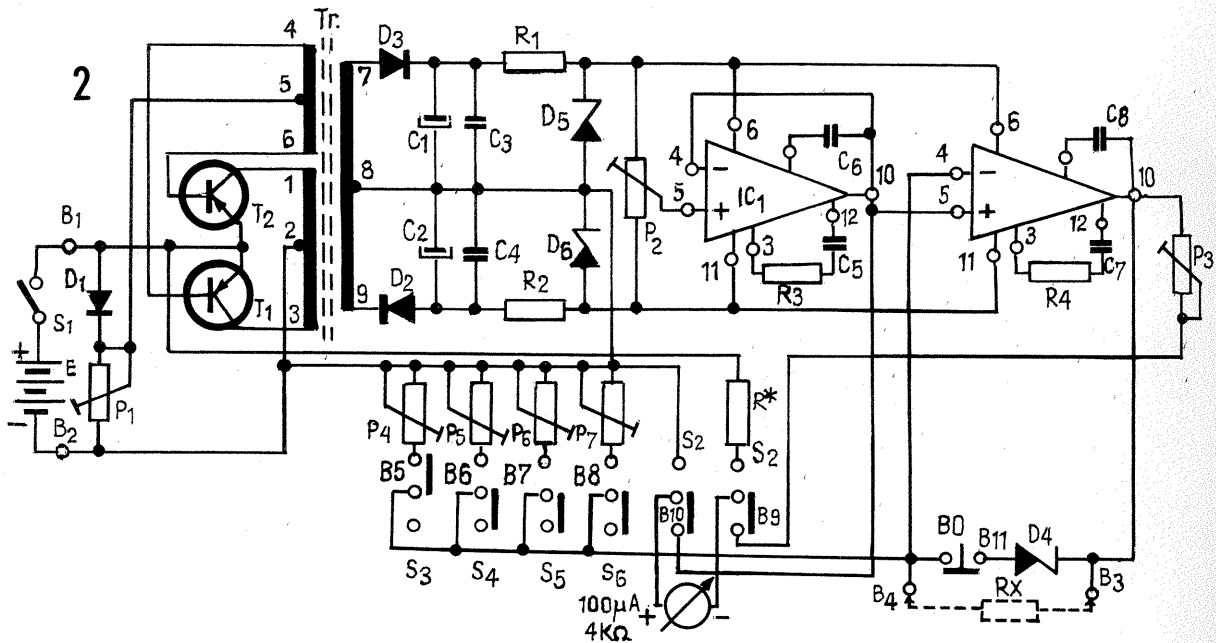 2
Tr.
4
5
6
1
2
3
7
8
9
D3
R1
C1
C3
D5
C2
C4
D6
D2
R2
P2
4
5
6
IC1
C6
10
12
C5
3
R3
11
4
5
6
C8
10
12
C7
3
R4
11
P3
B1
T2
T1
D1
S1
+
E
-
P1
B2
P4
P5
P6
P7
S2
R*
S2
B5
B6
B7
B8
B10
B9
S3
S4
S5
S6
100µA
4KΩ
+
-
B0
B11
D4
B4
Rx
B3